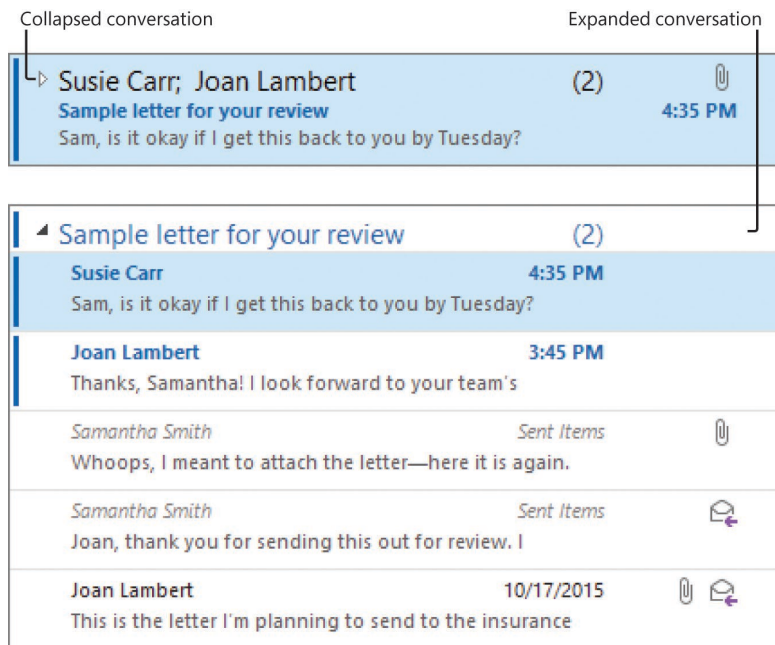 Collapsed conversation Expanded conversation
Susie Carr; Joan Lambert (2)
Sample letter for your review 4:35 PM
Sam, is it okay if I get this back to you by Tuesday?
Sample letter for your review (2)
Susie Carr 4:35 PM
Sam, is it okay if I get this back to you by Tuesday?
Joan Lambert 3:45 PM
Thanks, Samantha! I look forward to your team's
Samantha Smith Sent Items
Whoops, I meant to attach the letter—here it is again.
Samantha Smith Sent Items
Joan, thank you for sending this out for review. I
Joan Lambert 10/17/2015
This is the letter I'm planning to send to the insurance